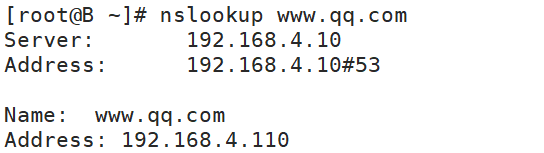 [root@B ~]# nslookup www.qq.com
Server:        192.168.4.10
Address:       192.168.4.10#53

Name:  www.qq.com
Address: 192.168.4.110